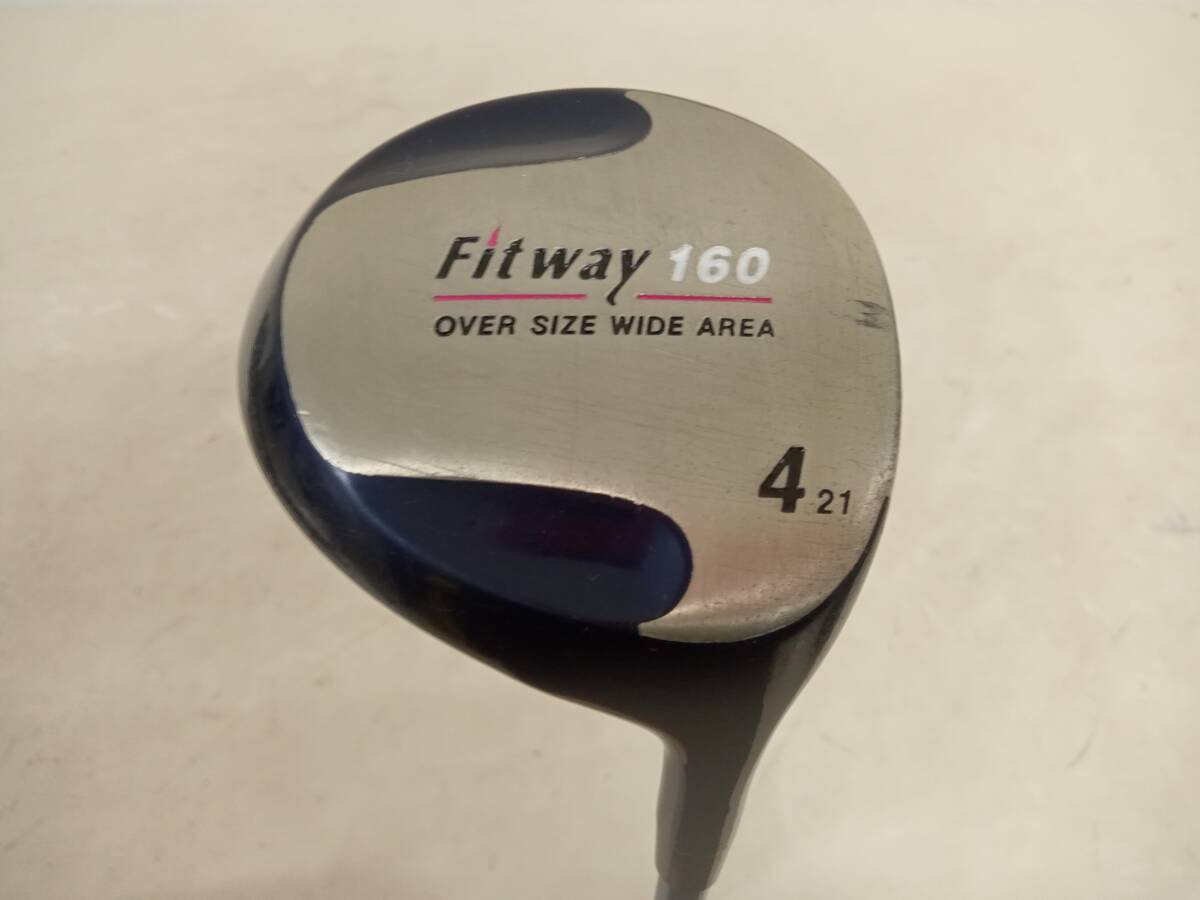 Fitway 160
OVER SIZE WIDE AREA
4 21